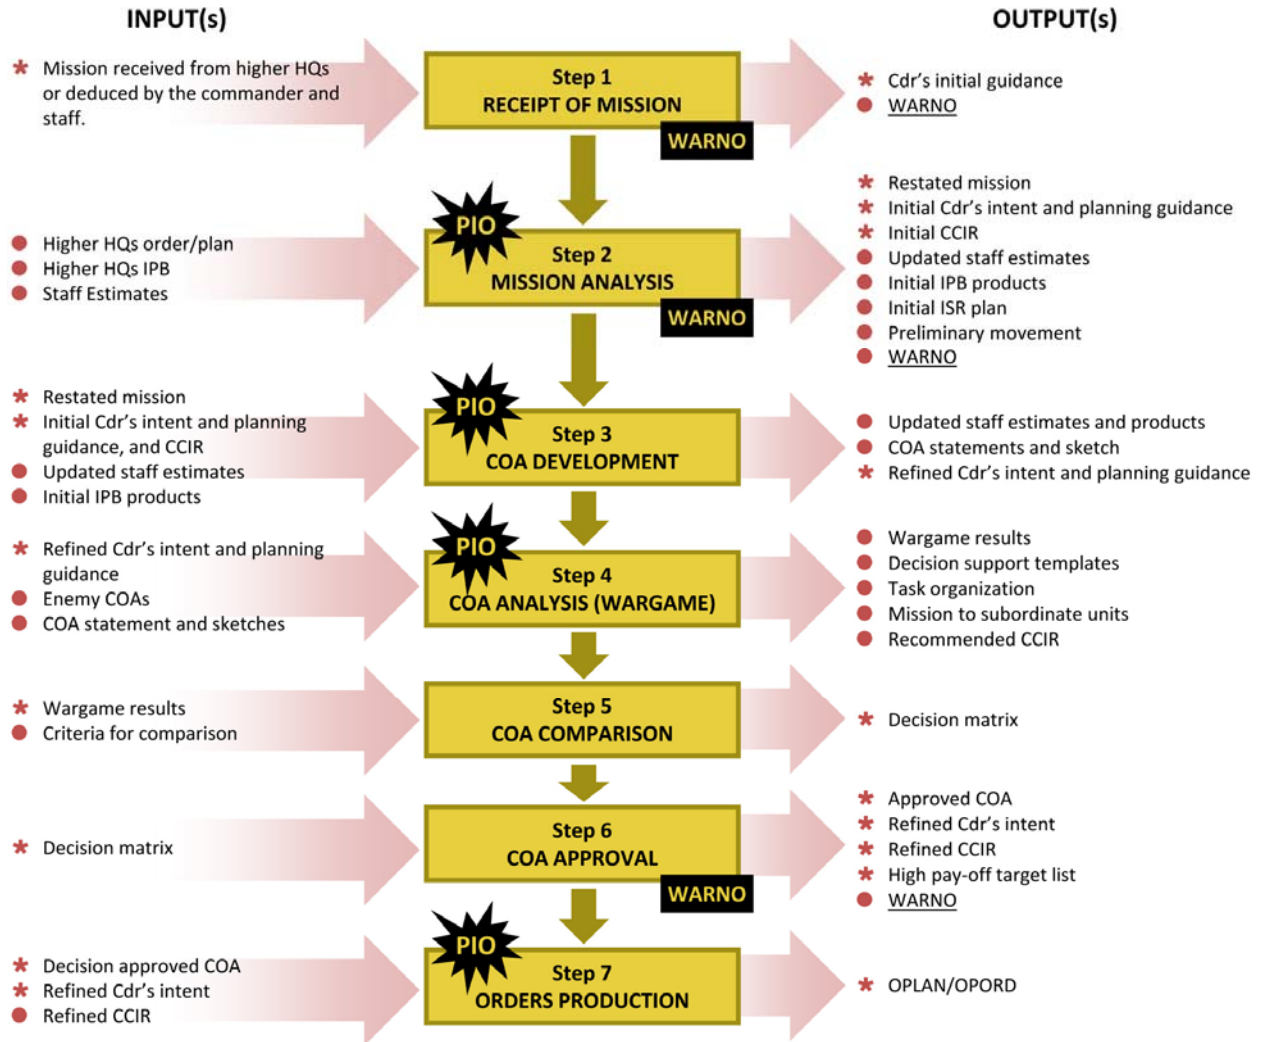 INPUT(s)
OUTPUT(s)
Mission received from higher HQs
or deduced by the commander and
staff.
Step 1
RECEIPT OF MISSION
WARNO
Cdr's initial guidance
WARNO
Higher HQs order/plan
Higher HQs IPB
Staff Estimates
PIO
Step 2
MISSION ANALYSIS
WARNO
Restated mission
Initial Cdr's intent and planning guidance
Initial CCIR
Updated staff estimates
Initial IPB products
Initial ISR plan
Preliminary movement
WARNO
Restated mission
Initial Cdr's intent and planning
guidance, and CCIR
Updated staff estimates
Initial IPB products
PIO
Step 3
COA DEVELOPMENT
Updated staff estimates and products
COA statements and sketch
Refined Cdr's intent and planning guidance
Refined Cdr's intent and planning
guidance
Enemy COAs
COA statement and sketches
PIO
Step 4
COA ANALYSIS (WARGAME)
Wargame results
Decision support templates
Task organization
Mission to subordinate units
Recommended CCIR
Wargame results
Criteria for comparison
Step 5
COA COMPARISON
Decision matrix
Decision matrix
Step 6
COA APPROVAL
WARNO
Approved COA
Refined Cdr's intent
Refined CCIR
High pay-off target list
WARNO
Decision approved COA
Refined Cdr's intent
Refined CCIR
PIO
Step 7
ORDERS PRODUCTION
OPLAN/OPORD